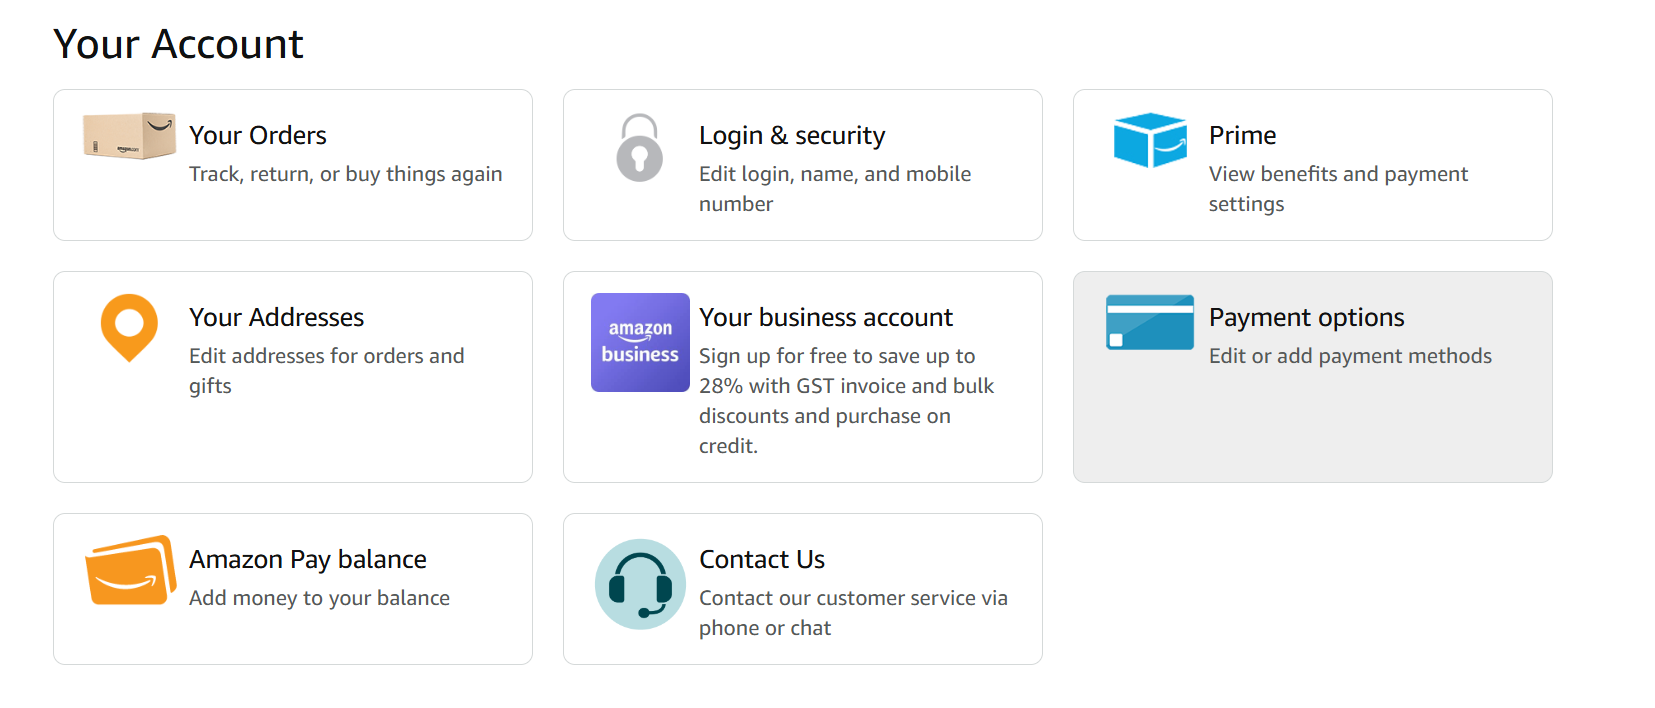 Your Account
Your Orders
Track, return, or buy things again
Login & security
Edit login, name, and mobile
number
Prime
View benefits and payment
settings
Your Addresses
Edit addresses for orders and
gifts
amazon
business
Your business account
Sign up for free to save up to
28% with GST invoice and bulk
discounts and purchase on
credit.
Payment options
Edit or add payment methods
Amazon Pay balance
Add money to your balance
Contact Us
Contact our customer service via
phone or chat